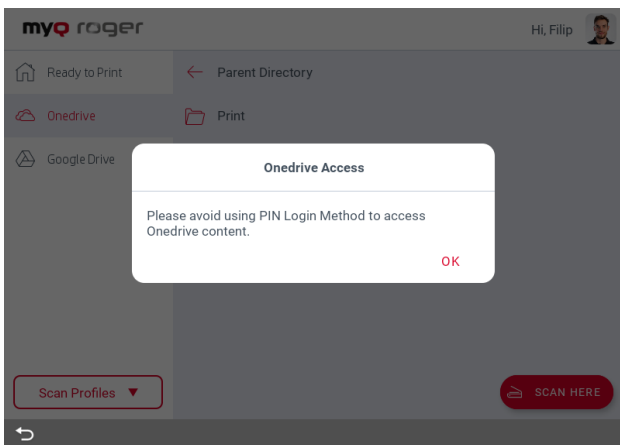 myq roger
Hi, Filip
Ready to Print
Parent Directory
Onedrive
Print
Google Drive
Onedrive Access
Please avoid using PIN Login Method to access
Onedrive content.
OK
Scan Profiles
SCAN HERE